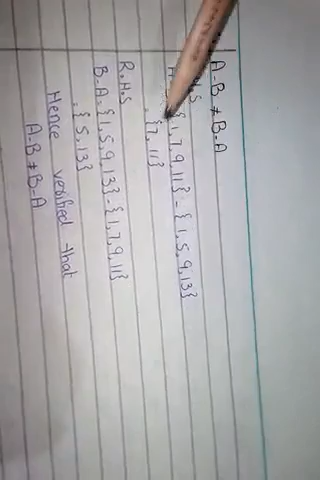 A-B ≠ B-A
H.S
{1,7,9,11} - {1,5,9,13}
= {7,11}
R.H.S
B-A = {1,5,9,13} - {1,7,9,11}
= {5,13}
Hence verified that
A-B ≠ B-A